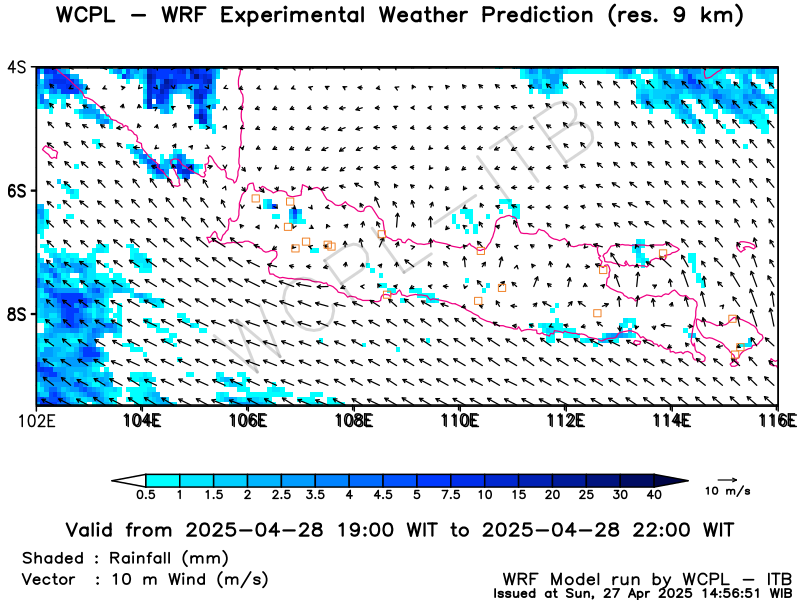 WCPL – WRF Experimental Weather Prediction (res. 9 km)
WCPL-ITB
4S
6S
8S
102E 104E 106E 108E 110E 112E 114E 116E
0.5 1 1.5 2 2.5 3.5 4 4.5 5 7.5 10 15 20 25 30 40
10 m/s
Valid from 2025-04-28 19:00 WIT to 2025-04-28 22:00 WIT
Shaded : Rainfall (mm)
Vector : 10 m Wind (m/s)
WRF Model run by WCPL – ITB
Issued at Sun, 27 Apr 2025 14:56:51 WIB